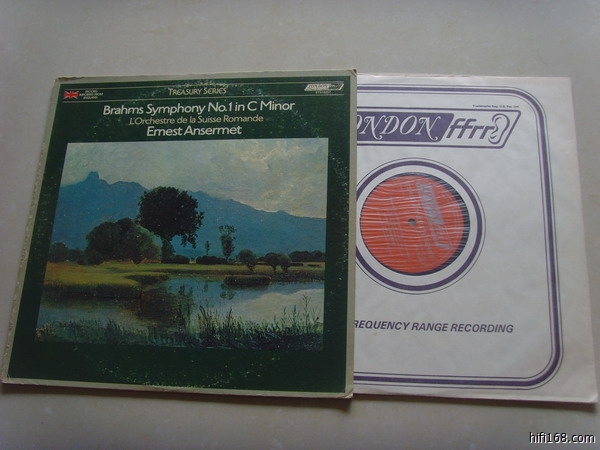 TREASURY SERIES
Brahms Symphony No.1 in C Minor
L'Orchestre de la Suisse Romande
Ernest Ansermet
LONDON ffrr
REQUENCY RANGE RECORDING
hifi168.com